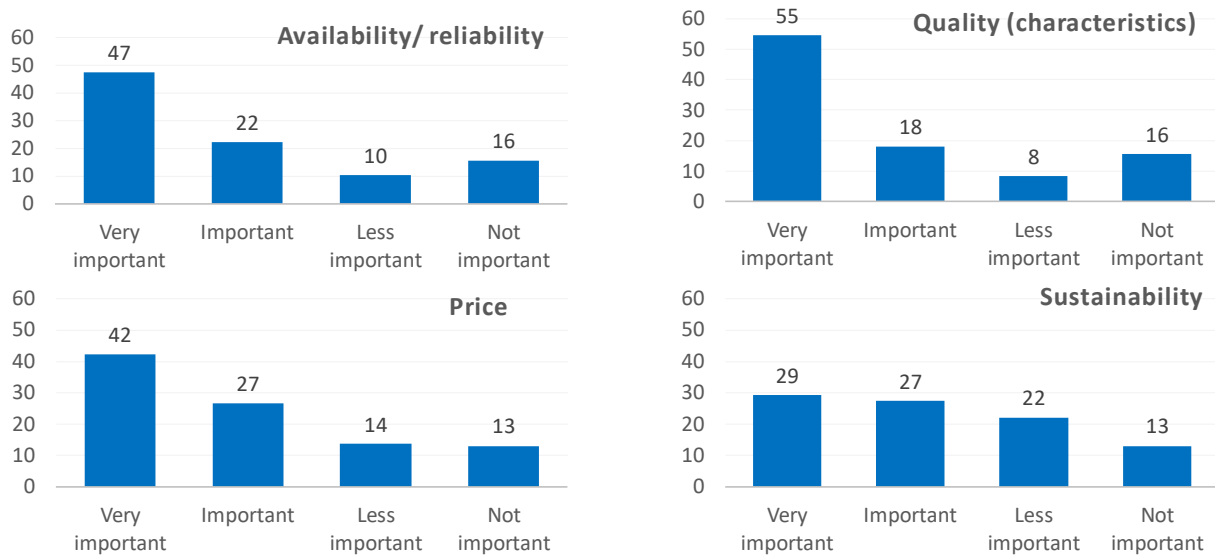 Availability/ reliability
60
50
40
30
20
10
0
47
22
10
16
Very important
Important
Less important
Not important
Quality (characteristics)
60
50
40
30
20
10
0
55
18
8
16
Very important
Important
Less important
Not important
Price
60
50
40
30
20
10
0
42
27
14
13
Very important
Important
Less important
Not important
Sustainability
60
50
40
30
20
10
0
29
27
22
13
Very important
Important
Less important
Not important